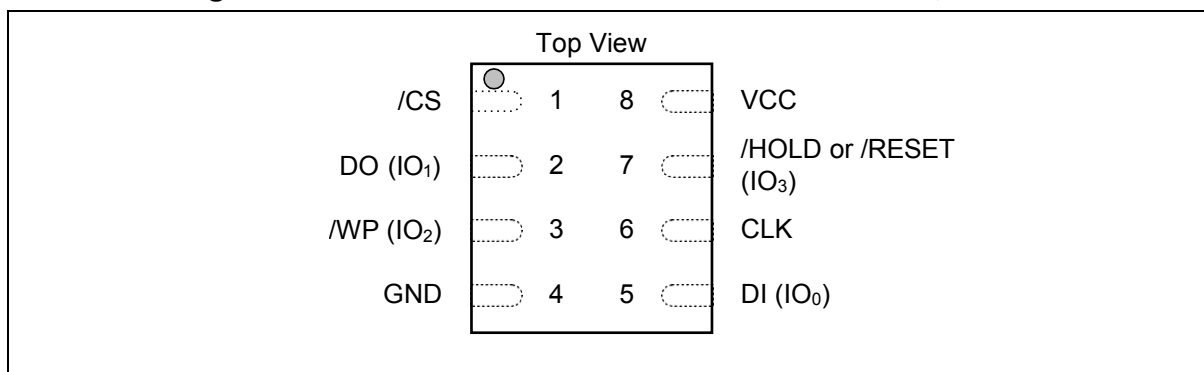 Top View
/CS 1 8 VCC
DO (IO₁) 2 7 /HOLD or /RESET
(IO₃)
/WP (IO₂) 3 6 CLK
GND 4 5 DI (IO₀)